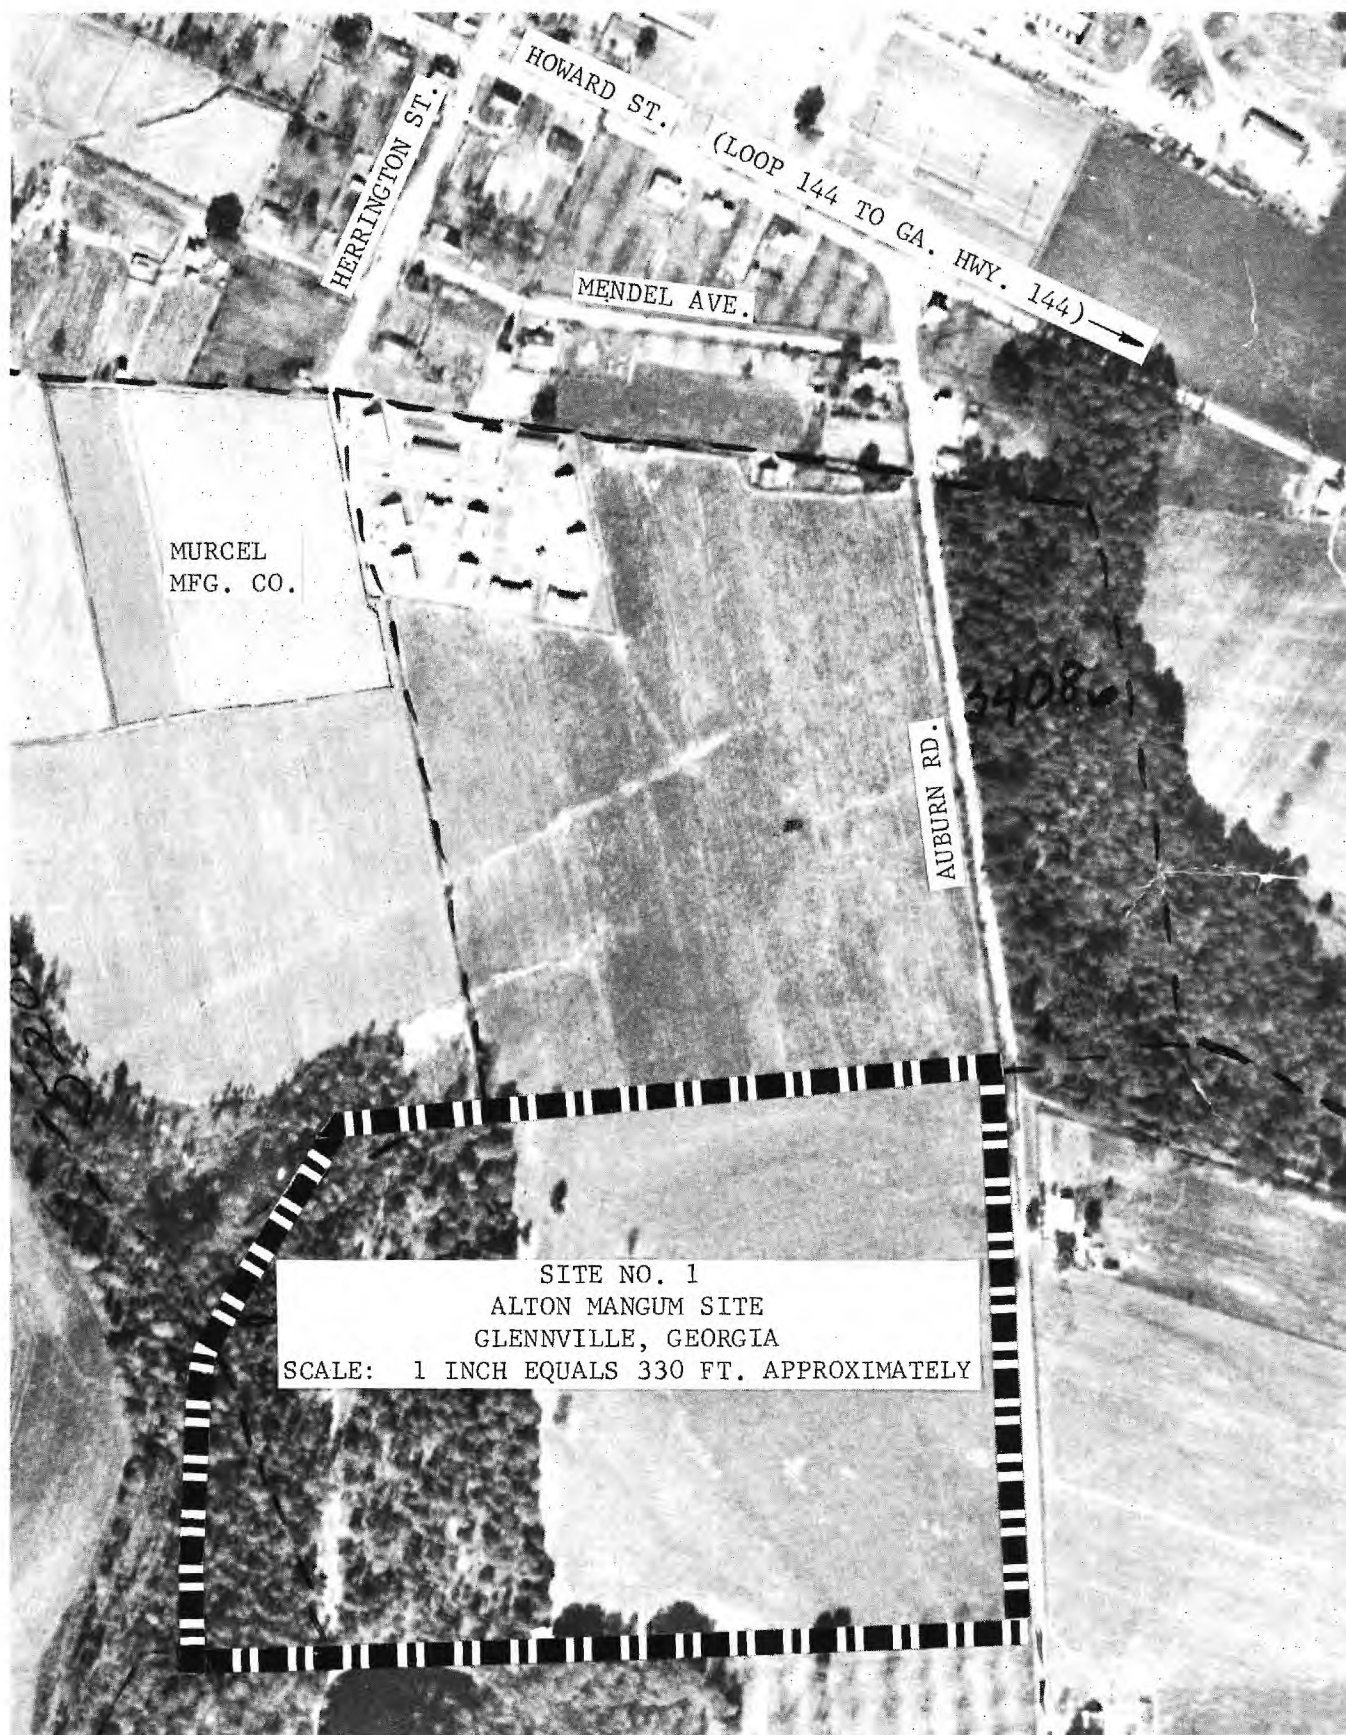 HOWARD ST. (LOOP 144 TO GA. HWY. 144)
HERRINGTON ST.
MENDEL AVE.
MURCEL
MFG. CO.
AUBURN RD.
SITE NO. 1
ALTON MANGUM SITE
GLENNVILLE, GEORGIA
SCALE: 1 INCH EQUALS 330 FT. APPROXIMATELY